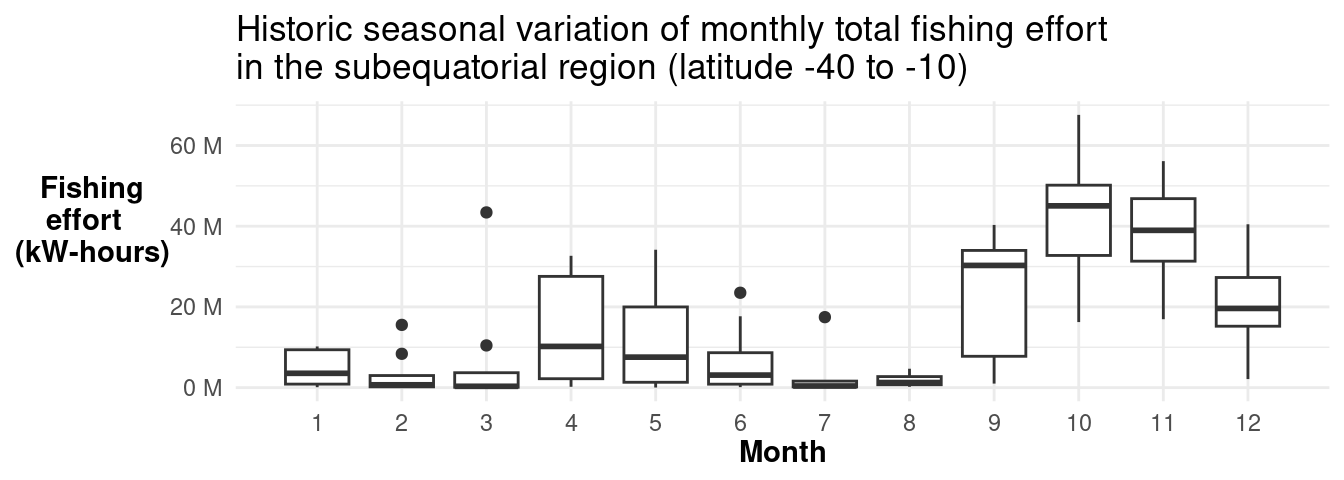 Historic seasonal variation of monthly total fishing effort
in the subequatorial region (latitude -40 to -10)
Fishing
effort
(kW-hours)
60 M
40 M
20 M
0 M
1 2 3 4 5 6 7 8 9 10 11 12
Month